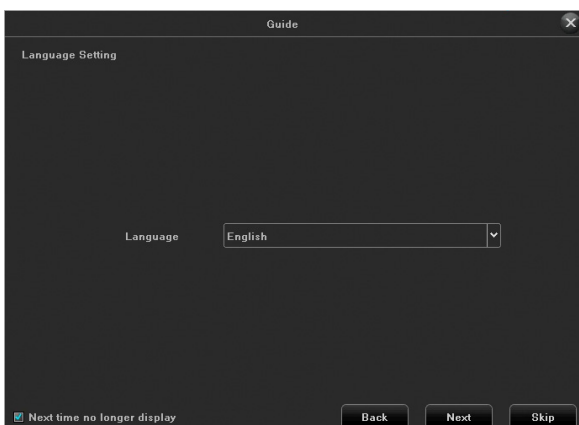 Guide
Language Setting
Language English
Next time no longer display Back Next Skip